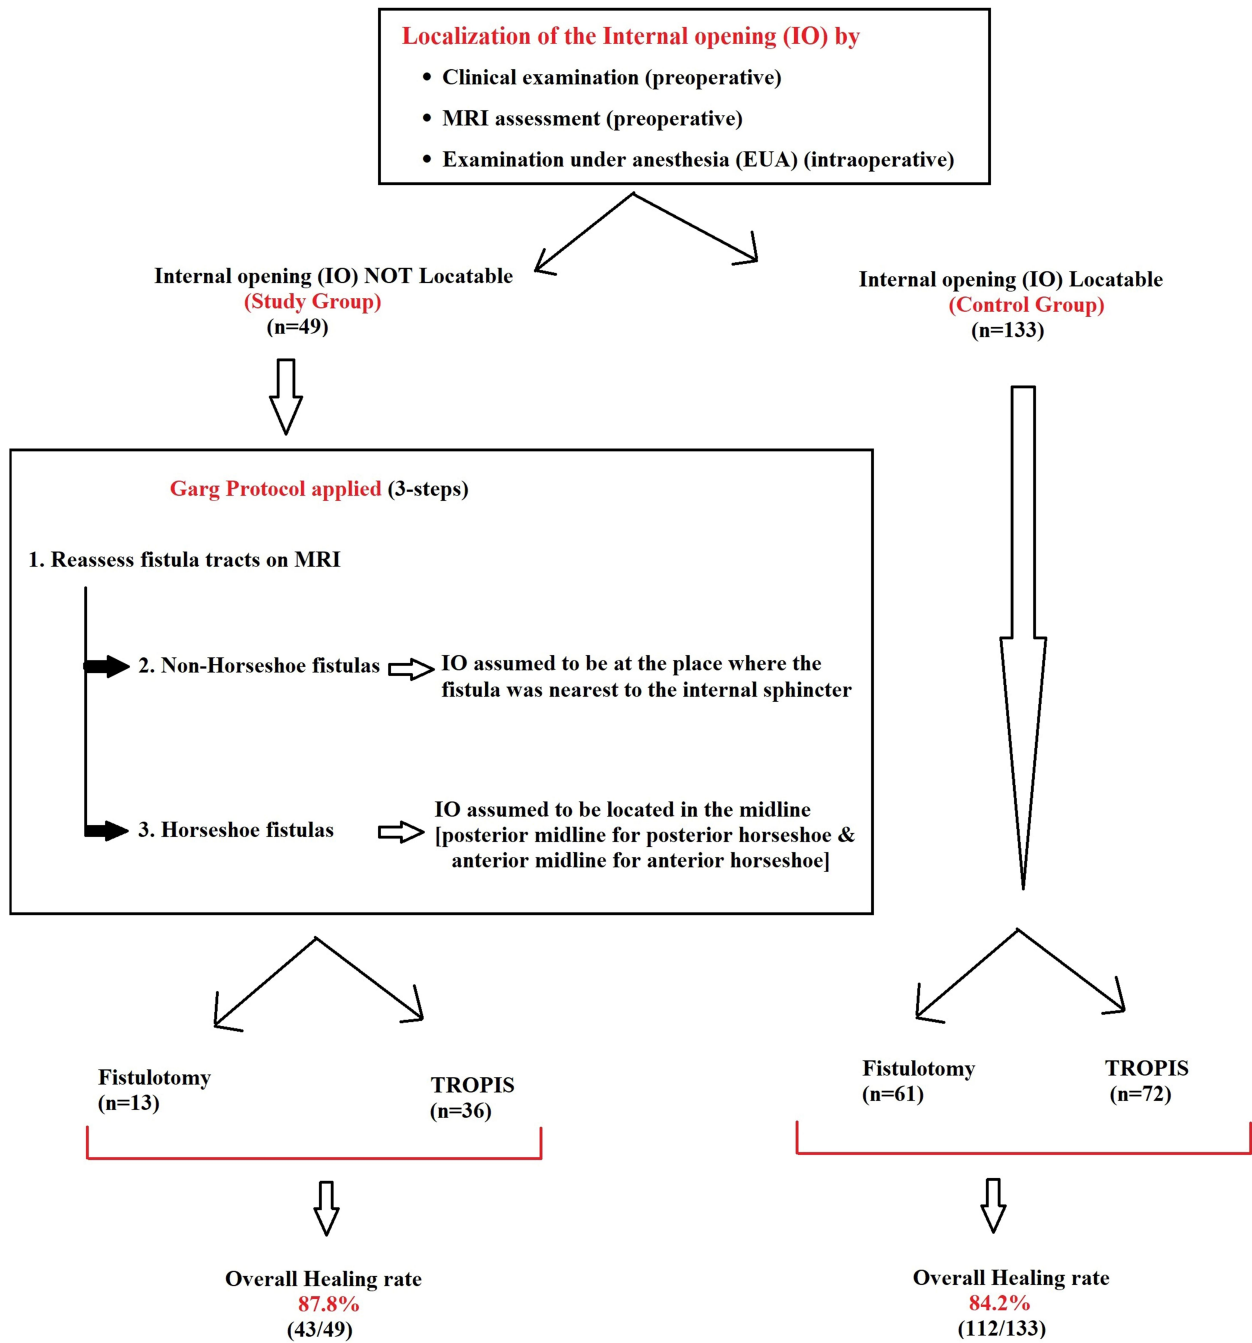 Localization of the Internal opening (IO) by
• Clinical examination (preoperative)
• MRI assessment (preoperative)
• Examination under anesthesia (EUA) (intraoperative)
Internal opening (IO) NOT Locatable
(Study Group)
(n=49)
Internal opening (IO) Locatable
(Control Group)
(n=133)
Garg Protocol applied (3-steps)
1. Reassess fistula tracts on MRI
2. Non-Horseshoe fistulas
IO assumed to be at the place where the
fistula was nearest to the internal sphincter
3. Horseshoe fistulas
IO assumed to be located in the midline
[posterior midline for posterior horseshoe &
anterior midline for anterior horseshoe]
Fistulotomy
(n=13)
TROPIS
(n=36)
Fistulotomy
(n=61)
TROPIS
(n=72)
Overall Healing rate
87.8%
(43/49)
Overall Healing rate
84.2%
(112/133)